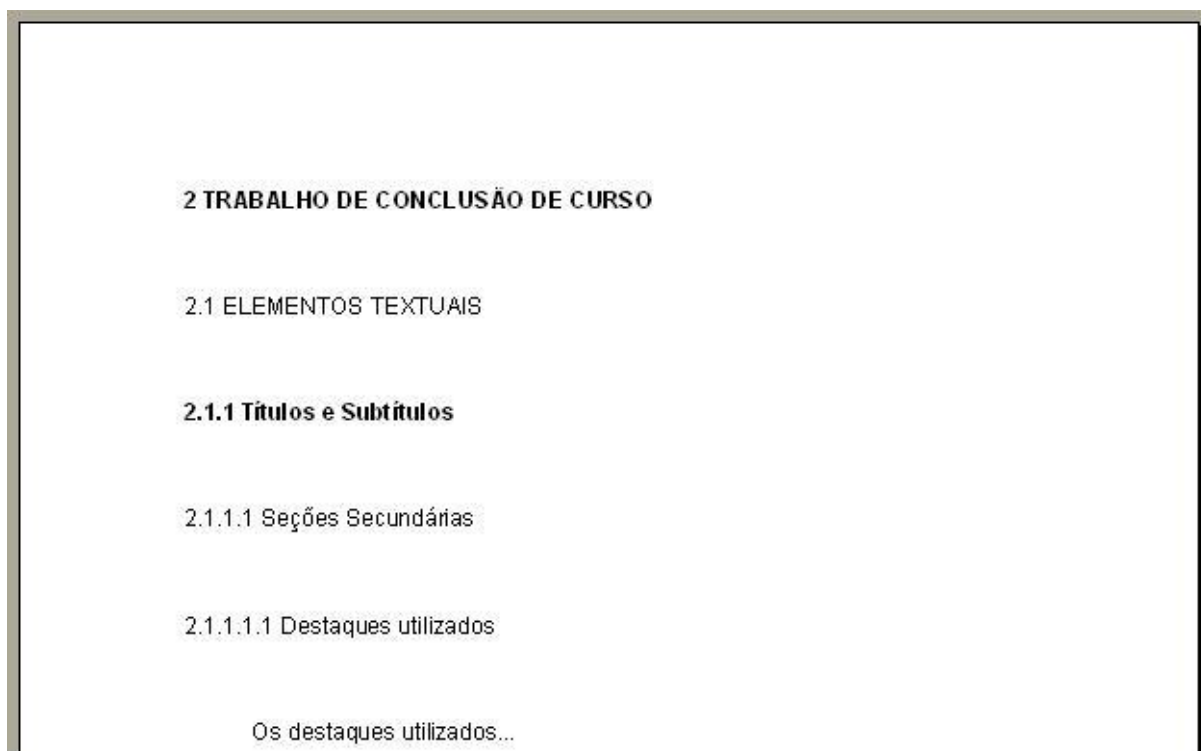 2 TRABALHO DE CONCLUSÃO DE CURSO
2.1 ELEMENTOS TEXTUAIS
2.1.1 Títulos e Subtítulos
2.1.1.1 Seções Secundárias
2.1.1.1.1 Destaques utilizados
Os destaques utilizados...